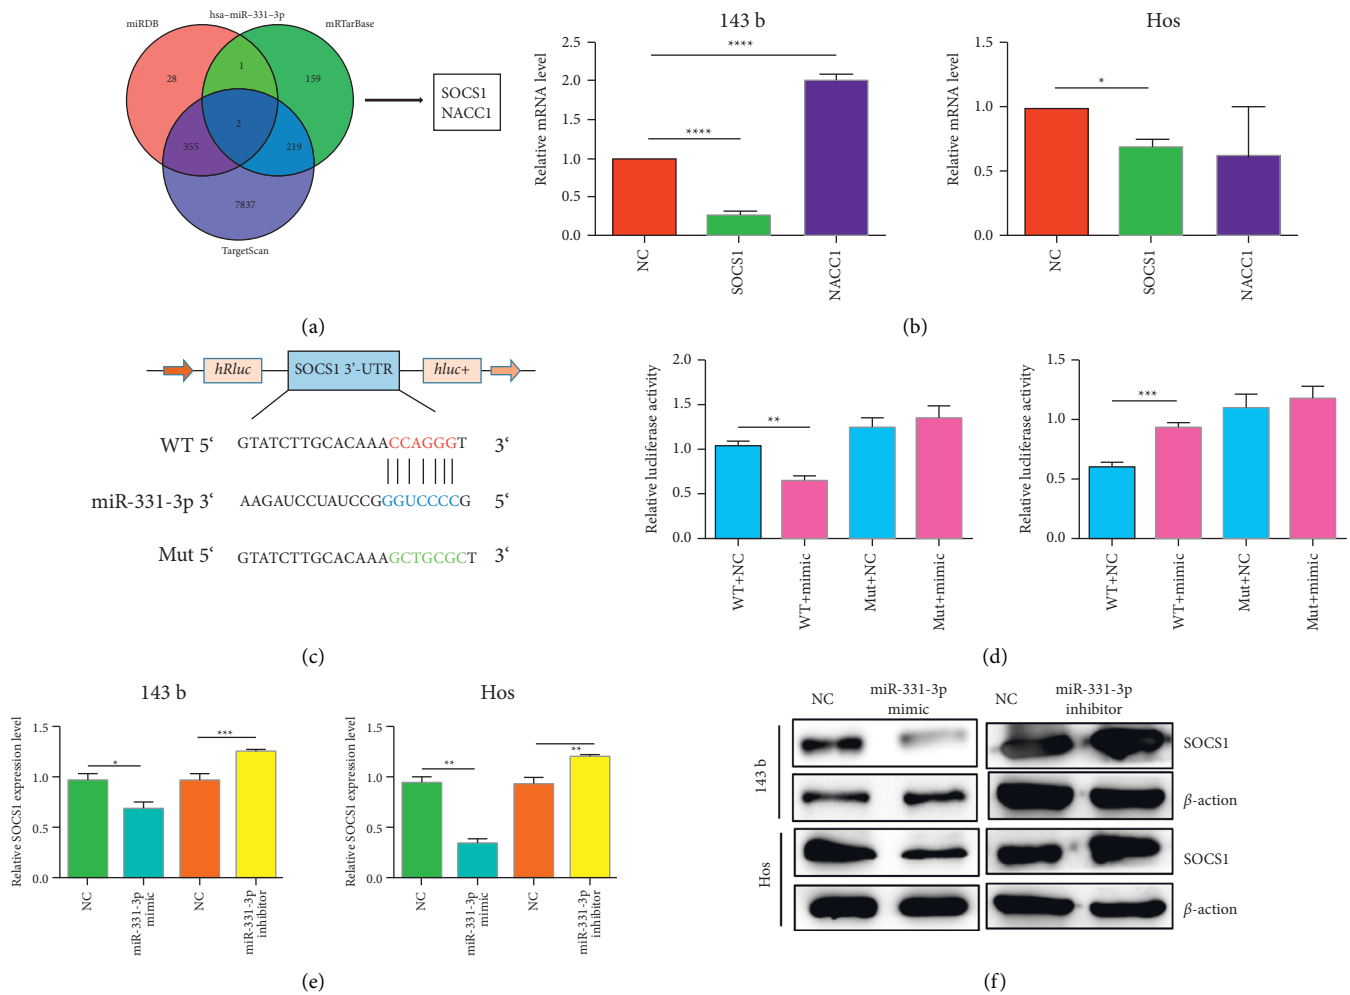 hsa-miR-331-3p
miRDB
mRTarBase
28
1
159
2
355
219
7837
TargetScan
SOCS1
NACC1
(a)
143 b
Relative mRNA level
2.5
2.0
1.5
1.0
0.5
0.0
****
****
NC
SOCS1
NACC1
Hos
Relative mRNA level
1.5
1.0
0.5
0.0
*
NC
SOCS1
NACC1
(b)
hRluc
SOCS1 3'-UTR
hluc+
WT 5‘ GTATCTTGCACAAACCAGGGT 3‘
miR-331-3p 3‘ AAGAUCCUAUCCGGGUCCCCG 5‘
Mut 5‘ GTATCTTGCACAAAGCTGCGCT 3‘
(c)
Relative lucliferase activity
2.0
1.5
1.0
0.5
0.0
**
WT+NC
WT+mimic
Mut+NC
Mut+mimic
Relative lucliferase activity
1.5
1.0
0.5
0.0
***
WT+NC
WT+mimic
Mut+NC
Mut+mimic
(d)
143 b
Relative SOCS1 expression level
1.5
1.0
0.5
0.0
*
***
NC
miR-331-3p
mimic
NC
miR-331-3p
inhibitor
Hos
Relative SOCS1 expression level
1.5
1.0
0.5
0.0
**
**
NC
miR-331-3p
mimic
NC
miR-331-3p
inhibitor
(e)
NC
miR-331-3p
mimic
NC
miR-331-3p
inhibitor
143 b
SOCS1
β-action
Hos
SOCS1
β-action
(f)